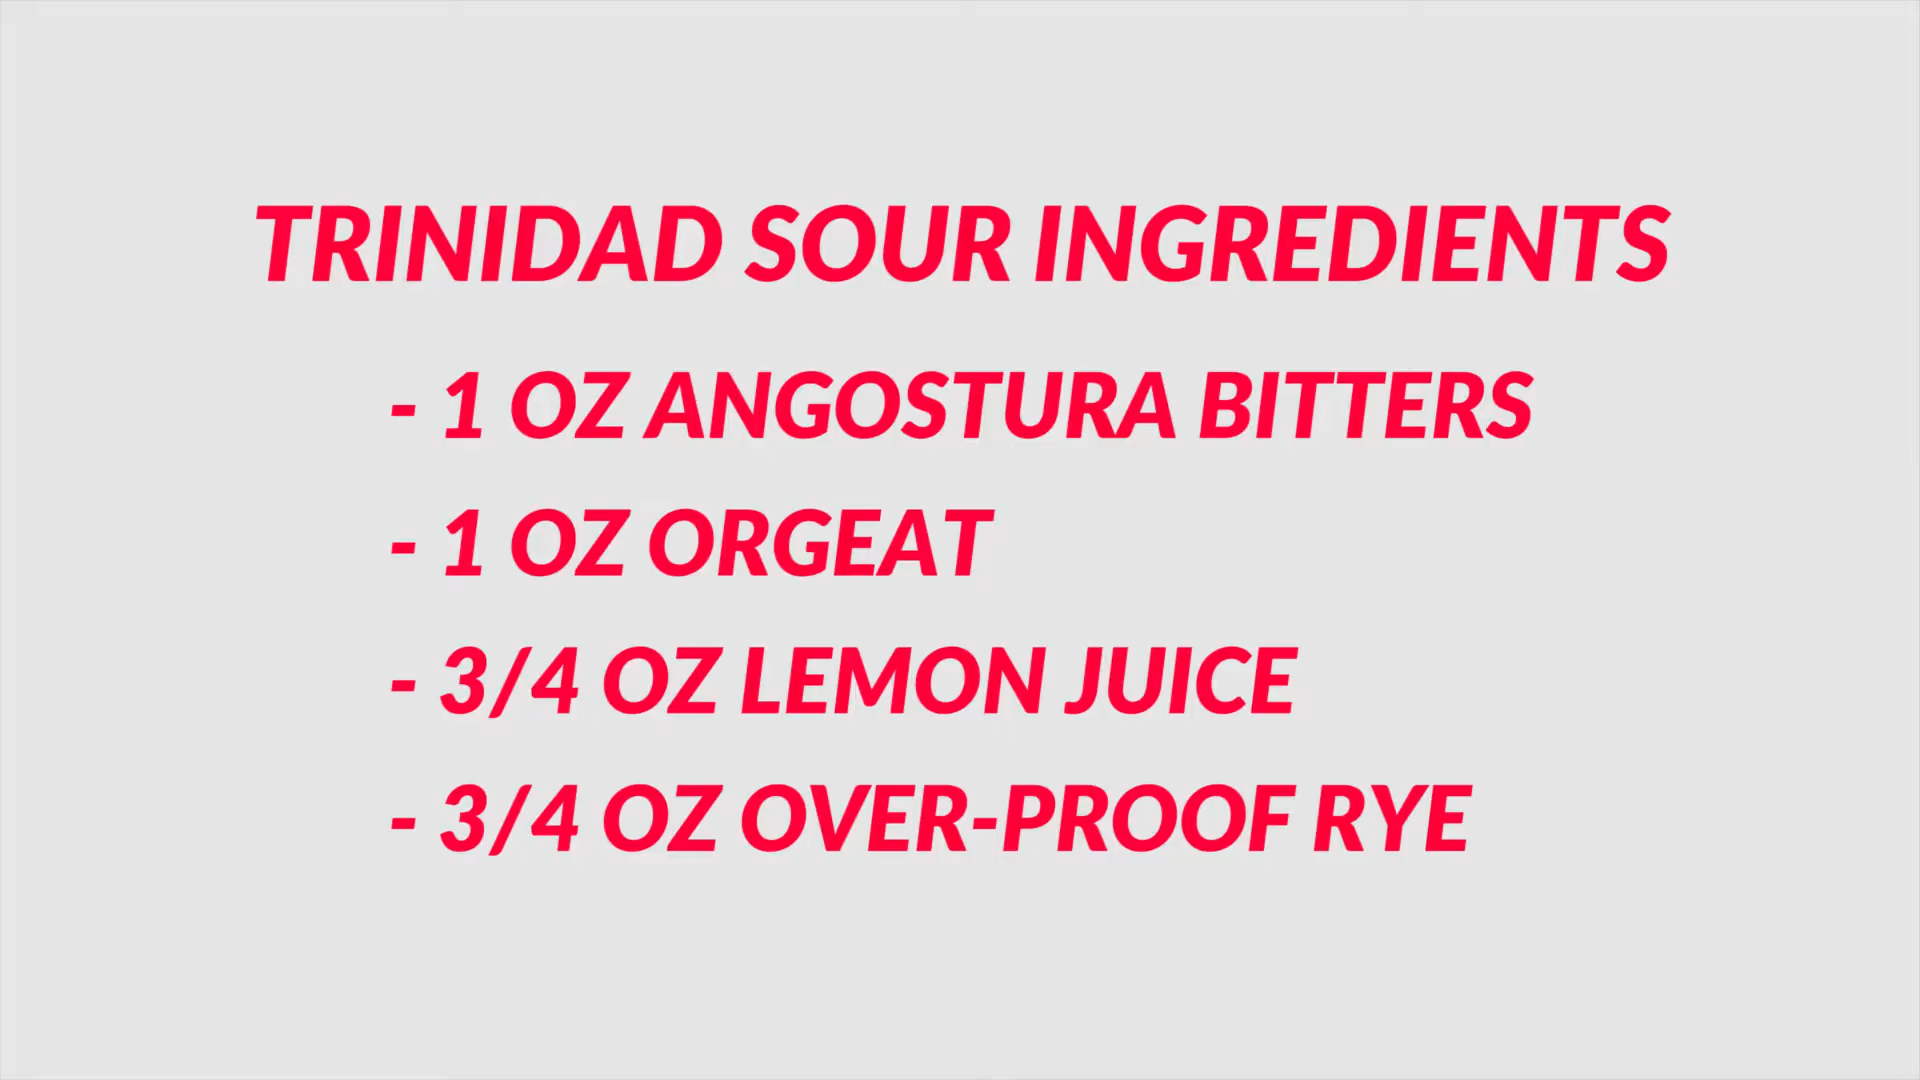 TRINIDAD SOUR INGREDIENTS
- 1 OZ ANGOSTURA BITTERS
- 1 OZ ORGEAT
- 3/4 OZ LEMON JUICE
- 3/4 OZ OVER-PROOF RYE